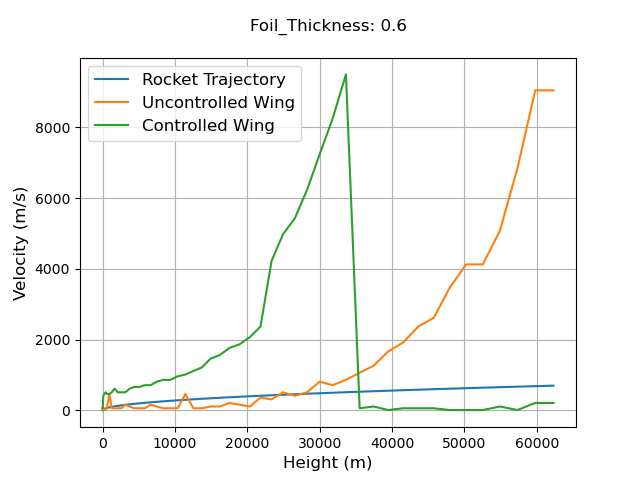 Foil_Thickness: 0.6
Rocket Trajectory
Uncontrolled Wing
Controlled Wing
8000
6000
4000
2000
0
Velocity (m/s)
0 10000 20000 30000 40000 50000 60000
Height (m)